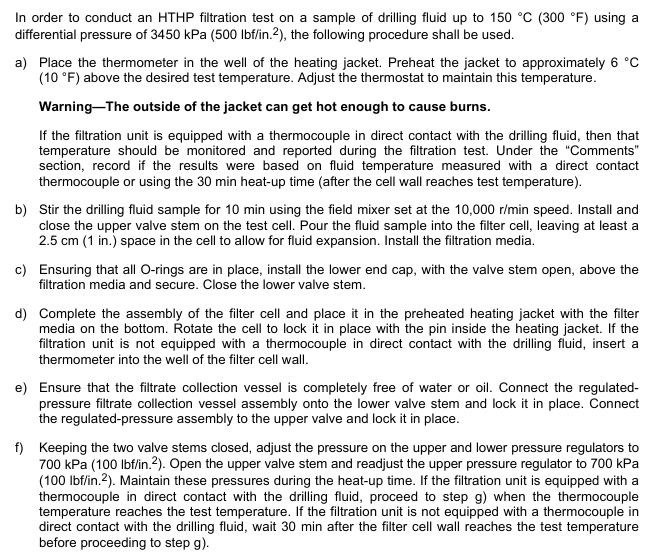 In order to conduct an HTHP filtration test on a sample of drilling fluid up to 150 °C (300 °F) using a
differential pressure of 3450 kPa (500 lbf/in.2), the following procedure shall be used.
a) Place the thermometer in the well of the heating jacket. Preheat the jacket to approximately 6 °C
(10 °F) above the desired test temperature. Adjust the thermostat to maintain this temperature.
Warning—The outside of the jacket can get hot enough to cause burns.
If the filtration unit is equipped with a thermocouple in direct contact with the drilling fluid, then that
temperature should be monitored and reported during the filtration test. Under the “Comments”
section, record if the results were based on fluid temperature measured with a direct contact
thermocouple or using the 30 min heat-up time (after the cell wall reaches test temperature).
b) Stir the drilling fluid sample for 10 min using the field mixer set at the 10,000 r/min speed. Install and
close the upper valve stem on the test cell. Pour the fluid sample into the filter cell, leaving at least a
2.5 cm (1 in.) space in the cell to allow for fluid expansion. Install the filtration media.
c) Ensuring that all O-rings are in place, install the lower end cap, with the valve stem open, above the
filtration media and secure. Close the lower valve stem.
d) Complete the assembly of the filter cell and place it in the preheated heating jacket with the filter
media on the bottom. Rotate the cell to lock it in place with the pin inside the heating jacket. If the
filtration unit is not equipped with a thermocouple in direct contact with the drilling fluid, insert a
thermometer into the well of the filter cell wall.
e) Ensure that the filtrate collection vessel is completely free of water or oil. Connect the regulated-
pressure filtrate collection vessel assembly onto the lower valve stem and lock it in place. Connect
the regulated-pressure assembly to the upper valve and lock it in place.
f) Keeping the two valve stems closed, adjust the pressure on the upper and lower pressure regulators to
700 kPa (100 lbf/in.2). Open the upper valve stem and readjust the upper pressure regulator to 700 kPa
(100 lbf/in.2). Maintain these pressures during the heat-up time. If the filtration unit is equipped with a
thermocouple in direct contact with the drilling fluid, proceed to step g) when the thermocouple
temperature reaches the test temperature. If the filtration unit is not equipped with a thermocouple in
direct contact with the drilling fluid, wait 30 min after the filter cell wall reaches the test temperature
before proceeding to step g).